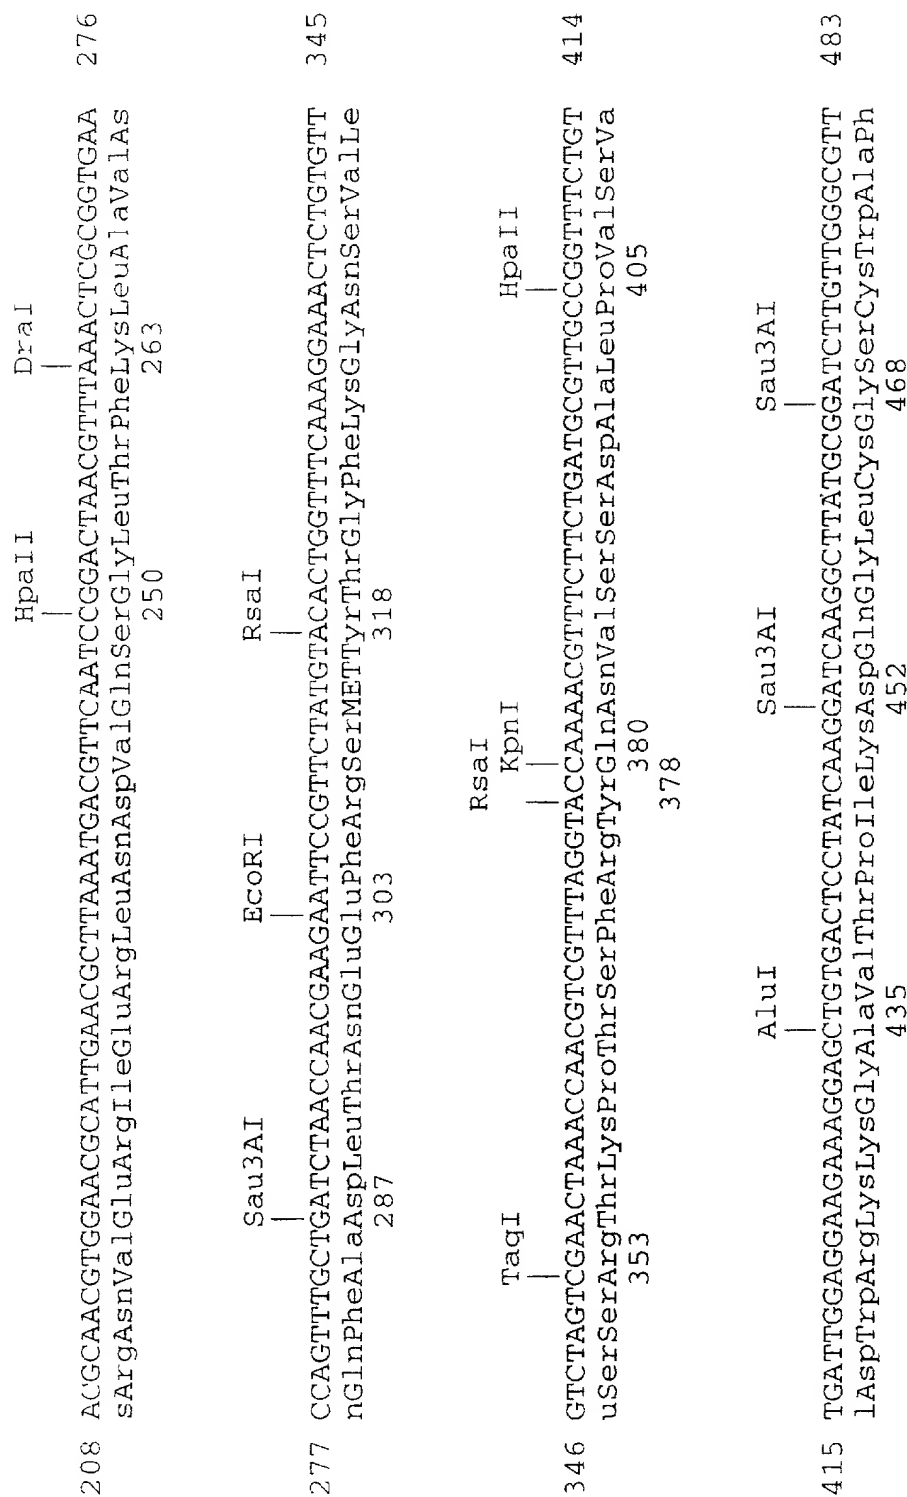 HpaII DraI
208 ACGCAACGTGGAACGCATTGAACGCTTAAATGACGTTCAATCCGGACTAACGTTTAAACTCGCGGTGAA 276
sArgAsnValGluArgIleGluArgLeuAsnAspValGlnSerGlyLeuThrPheLysLeuAlaValAs
250 263
Sau3AI EcoRI RsaI
277 CCAGTTTGCTGATCTAACCAACGAAGAATTCCGTTCTATGTACACTGGTTTCAAAGGAAACTCTGTGTT 345
nGlnPheAlaAspLeuThrAsnGluGluPheArgSerMETTyrThrGlyPheLysGlyAsnSerValLe
287 303 318
RsaI
TaqI KpnI HpaII
346 GTCTAGTCGAACTAAACCAACGTCGTTTAGGTACCAAAACGTTTCTTCTGATGCGTTGCCGGTTTCTGT 414
uSerSerArgThrLysProThrSerPheArgTyrGlnAsnValSerSerAspAlaLeuProValSerVa
353 380 405
378
AluI Sau3AI Sau3AI
415 TGATTGGAGGAAGAAAGGAGCTGTGACTCCTATCAAGGATCAAGGCTTATGCGGATCTTGTTGGGCGTT 483
lAspTrpArgLysLysGlyAlaValThrProIleLysAspGlnGlyLeuCysGlySerCysTrpAlaPh
435 452 468